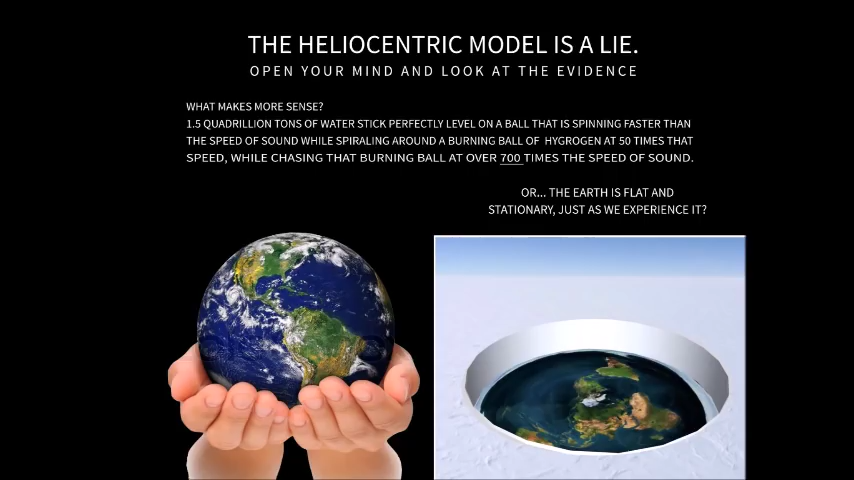 THE HELIOCENTRIC MODEL IS A LIE.
OPEN YOUR MIND AND LOOK AT THE EVIDENCE
WHAT MAKES MORE SENSE?
1.5 QUADRILLION TONS OF WATER STICK PERFECTLY LEVEL ON A BALL THAT IS SPINNING FASTER THAN
THE SPEED OF SOUND WHILE SPIRALING AROUND A BURNING BALL OF HYGROGEN AT 50 TIMES THAT
SPEED, WHILE CHASING THAT BURNING BALL AT OVER 700 TIMES THE SPEED OF SOUND.
OR... THE EARTH IS FLAT AND
STATIONARY, JUST AS WE EXPERIENCE IT?